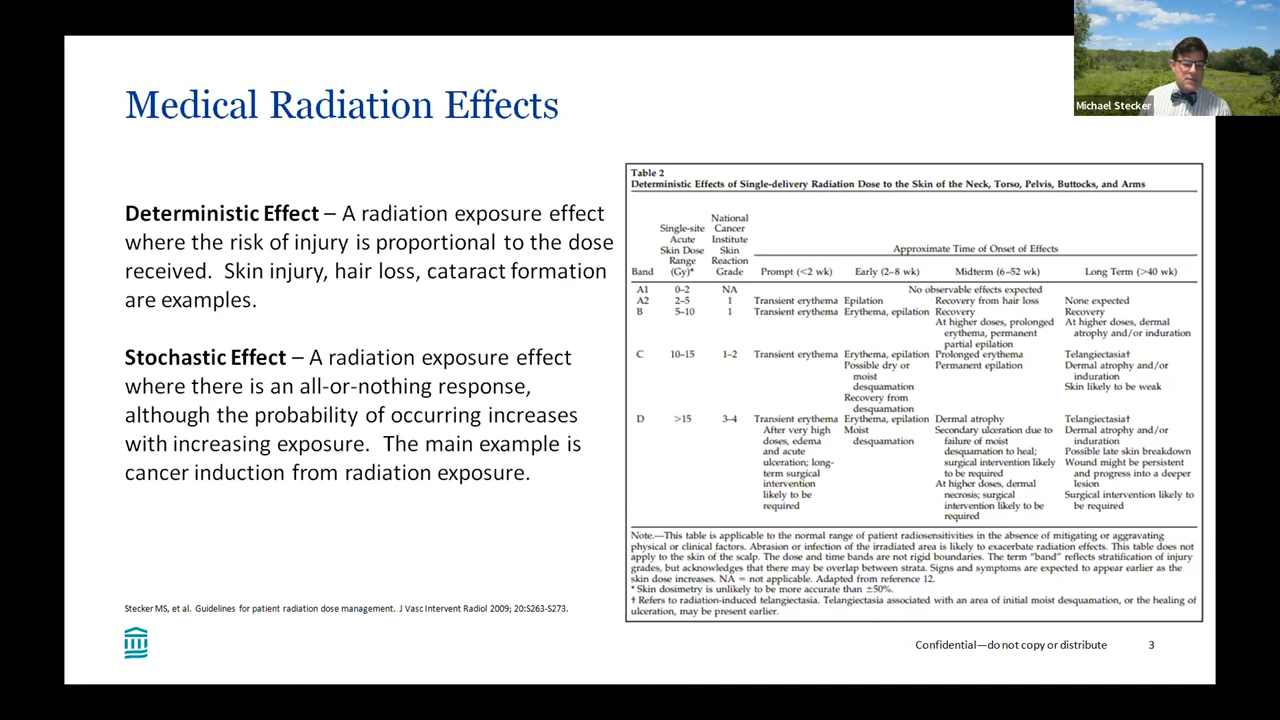 Michael Stecker
Medical Radiation Effects
Deterministic Effect – A radiation exposure effect
where the risk of injury is proportional to the dose
received.  Skin injury, hair loss, cataract formation
are examples.
Stochastic Effect – A radiation exposure effect
where there is an all-or-nothing response,
although the probability of occurring increases
with increasing exposure.  The main example is
cancer induction from radiation exposure.
Stecker MS, et al.  Guidelines for patient radiation dose management.  J Vasc Intervent Radiol 2009; 20:S263-S273.
Table 2
Deterministic Effects of Single-delivery Radiation Dose to the Skin of the Neck, Torso, Pelvis, Buttocks, and Arms
National
Single-site Cancer
Acute Institute
Skin Dose Skin Approximate Time of Onset of Effects
Range Reaction
Band (Gy)* Grade Prompt (<2 wk) Early (2–8 wk) Midterm (6–52 wk) Long Term (>40 wk)
A1 0–2 NA No observable effects expected
A2 2–5 1 Transient erythema Epilation Recovery from hair loss None expected
B 5–10 1 Transient erythema Erythema, epilation Recovery Recovery
At higher doses, prolonged At higher doses, dermal
erythema, permanent atrophy and/or induration
partial epilation
C 10–15 1–2 Transient erythema Erythema, epilation Prolonged erythema Telangiectasia†
Possible dry or Permanent epilation Dermal atrophy and/or
moist induration
desquamation Skin likely to be weak
Recovery from
desquamation
D >15 3–4 Transient erythema Erythema, epilation Dermal atrophy Telangiectasia†
After very high Moist Secondary ulceration due to Dermal atrophy and/or
doses, edema desquamation failure of moist induration
and acute desquamation to heal; Possible late skin breakdown
ulceration; long- surgical intervention likely Wound might be persistent
term surgical to be required and progress into a deeper
intervention At higher doses, dermal lesion
likely to be necrosis; surgical Surgical intervention likely to
required intervention likely to be be required
required
Note.—This table is applicable to the normal range of patient radiosensitivities in the absence of mitigating or aggravating
physical or clinical factors. Abrasion or infection of the irradiated area is likely to exacerbate radiation effects. This table does not
apply to the skin of the scalp. The dose and time bands are not rigid boundaries. The term "band" reflects stratification of injury
grades, but acknowledges that there may be overlap between strata. Signs and symptoms are expected to appear earlier as the
skin dose increases. NA = not applicable. Adapted from reference 12.
* Skin dosimetry is unlikely to be more accurate than ±50%.
† Refers to radiation-induced telangiectasia. Telangiectasia associated with an area of initial moist desquamation, or the healing of
ulceration, may be present earlier.
Confidential—do not copy or distribute 3